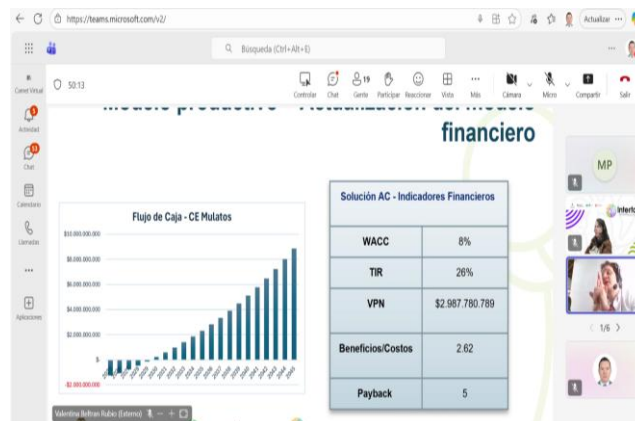 https://teams.microsoft.com/v2/
Actualizar
Búsqueda (Ctrl+Alt+E)
50:13
Controlar
Chat
19
Gente
Participar
Reaccionar
Vista
Más
Cámara
Micro
Compartir
Salir
Carnet Virtual
Actividad
Chat
Calendario
Llamadas
Aplicaciones
financiero
Flujo de Caja - CE Mulatos
$10.000.000.000
$8.000.000.000
$6.000.000.000
$4.000.000.000
$2.000.000.000
$-
-$2.000.000.000
Solución AC - Indicadores Financieros
WACC 8%
TIR 26%
VPN $2.987.780.789
Beneficios/Costos 2.62
Payback 5
MP
1/6
Valentina Beltran Rubio (Externo)